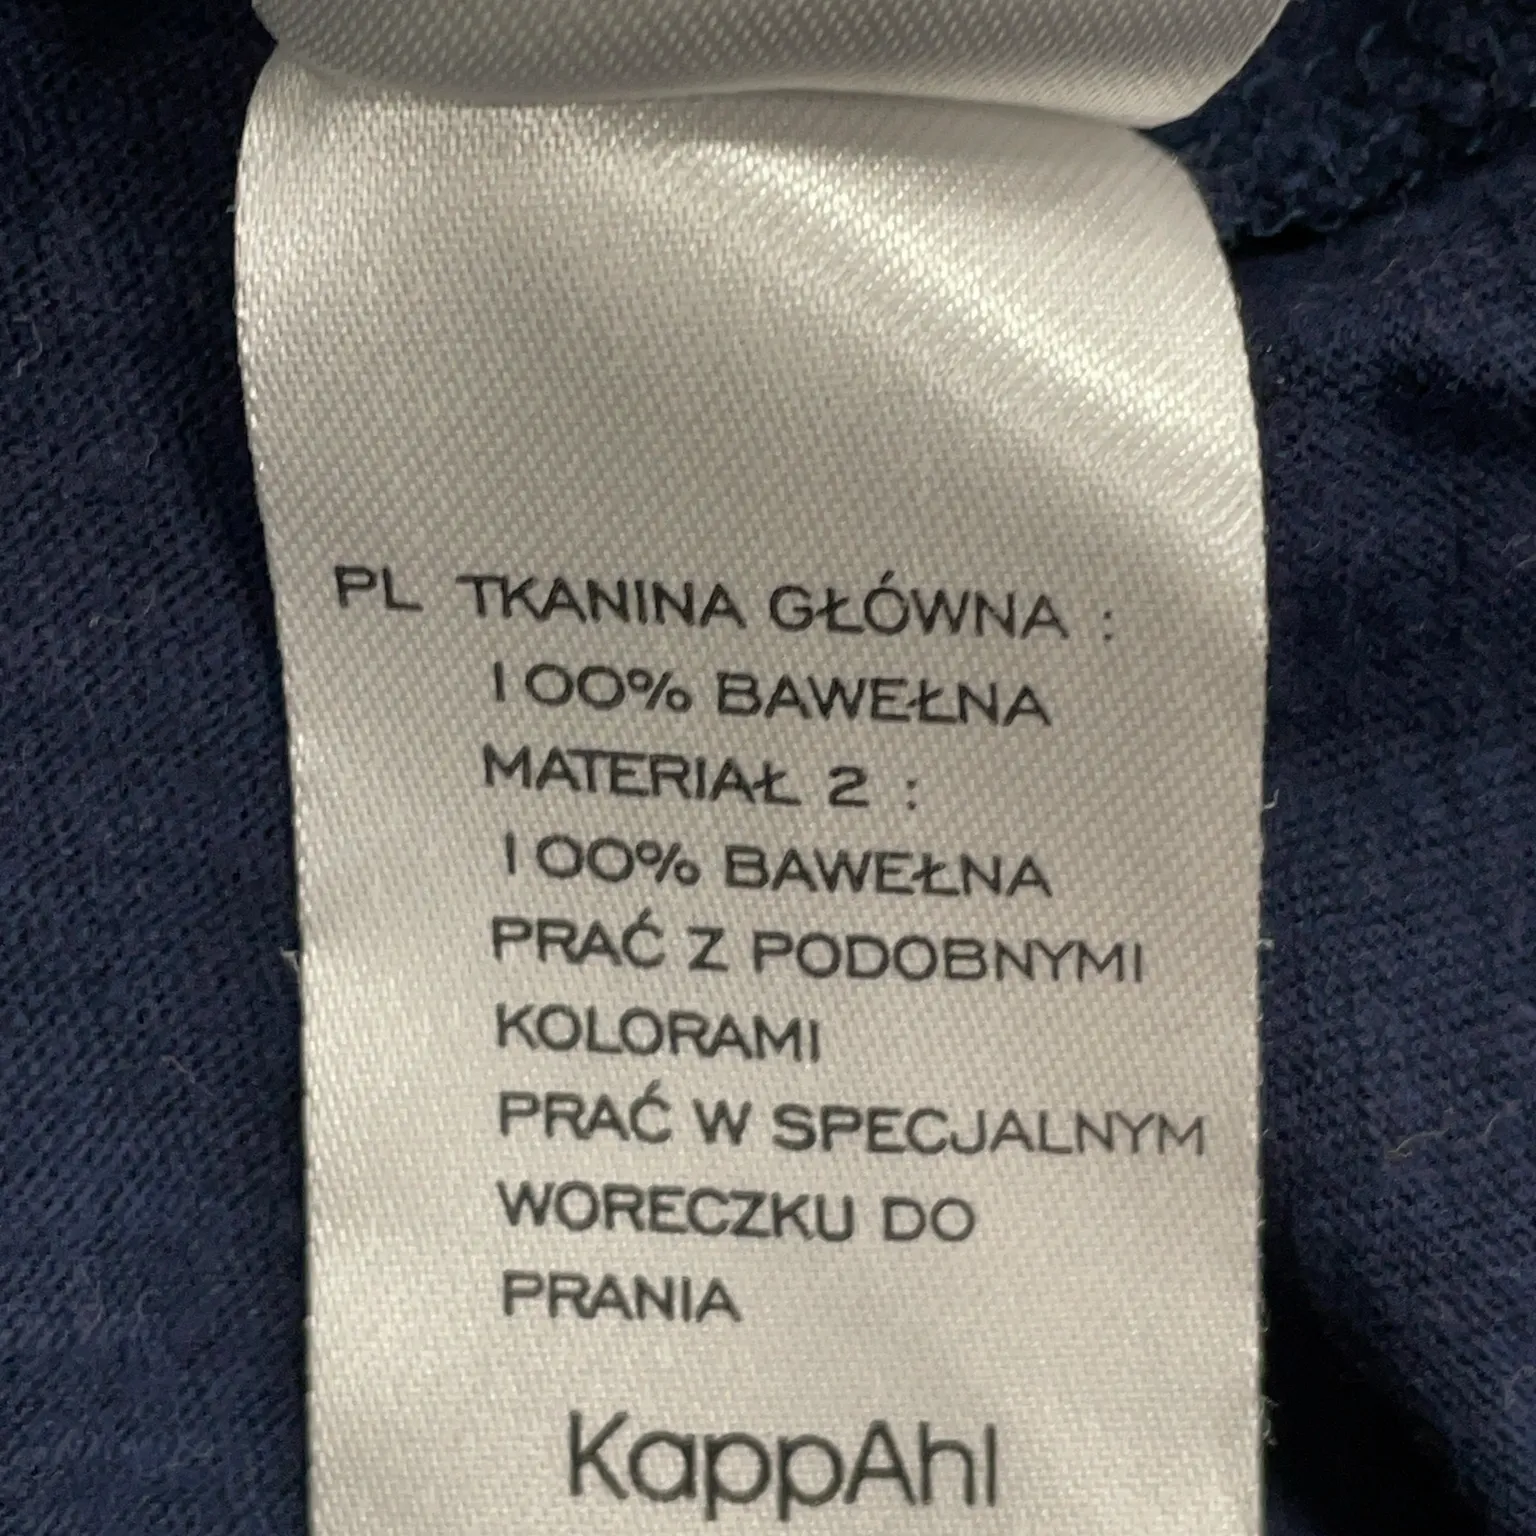 PL TKANINA GŁÓWNA :
100% BAWEŁNA
MATERIAŁ 2 :
100% BAWEŁNA
PRAĆ Z PODOBNYMI
KOLORAMI
PRAĆ W SPECJALNYM
WORECZKU DO
PRANIA
KappAhl